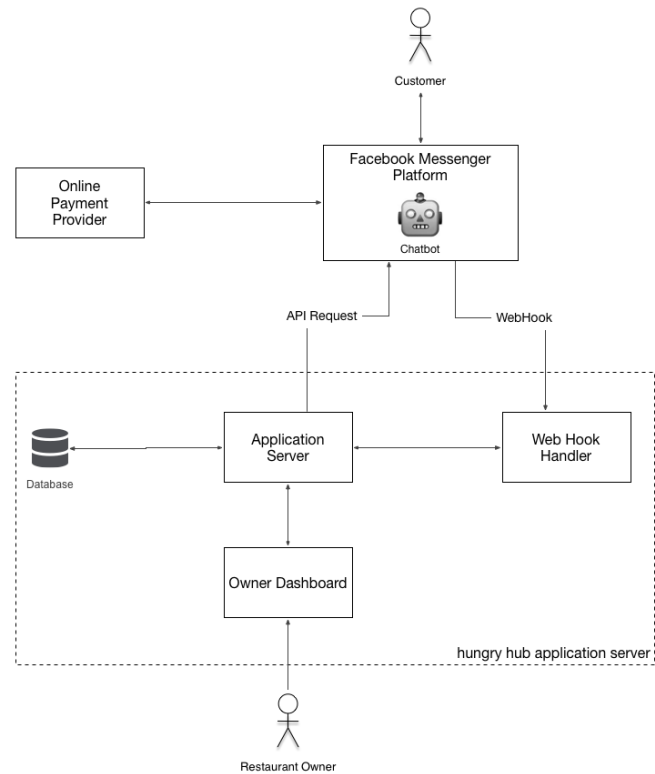 Customer
Facebook Messenger
Platform
Chatbot
Online
Payment
Provider
API Request
WebHook
Database
Application
Server
Web Hook
Handler
Owner Dashboard
hungry hub application server
Restaurant Owner